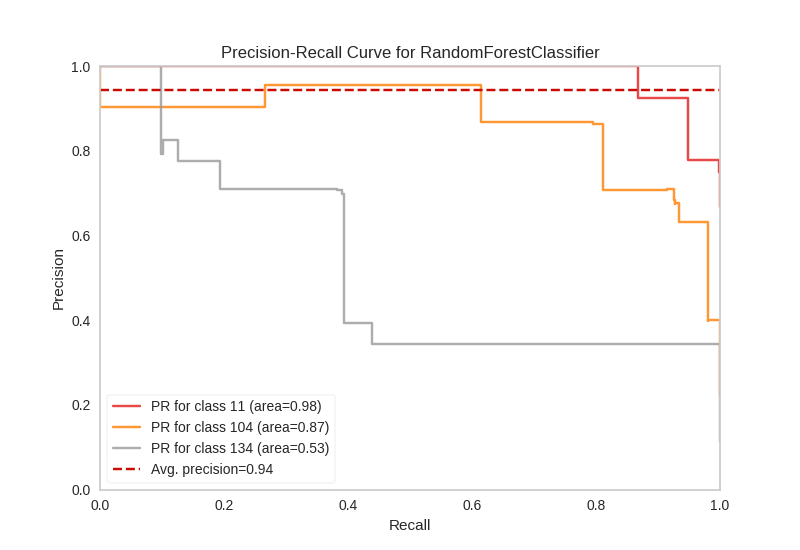 Precision-Recall Curve for RandomForestClassifier
1.0
0.8
0.6
0.4
0.2
0.0
Precision
PR for class 11 (area=0.98)
PR for class 104 (area=0.87)
PR for class 134 (area=0.53)
Avg. precision=0.94
0.0 0.2 0.4 0.6 0.8 1.0
Recall